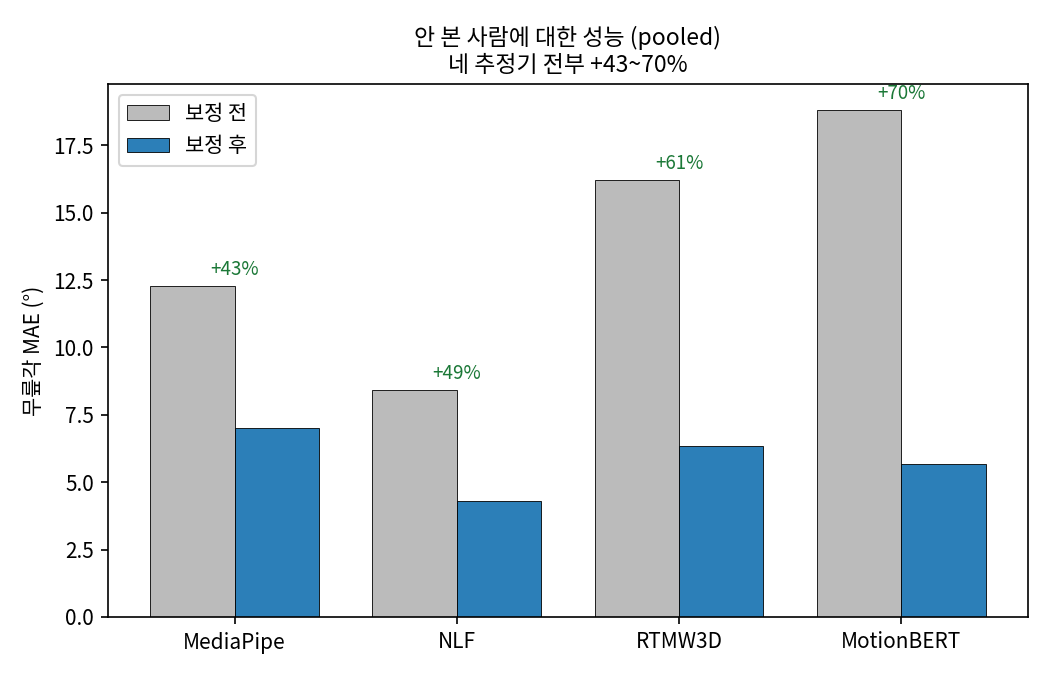 안 본 사람에 대한 성능 (pooled)
네 추정기 전부 +43~70%
보정 전
보정 후
무릎각 MAE (°)
17.5
15.0
12.5
10.0
7.5
5.0
2.5
0.0
+43%
+49%
+61%
+70%
MediaPipe
NLF
RTMW3D
MotionBERT